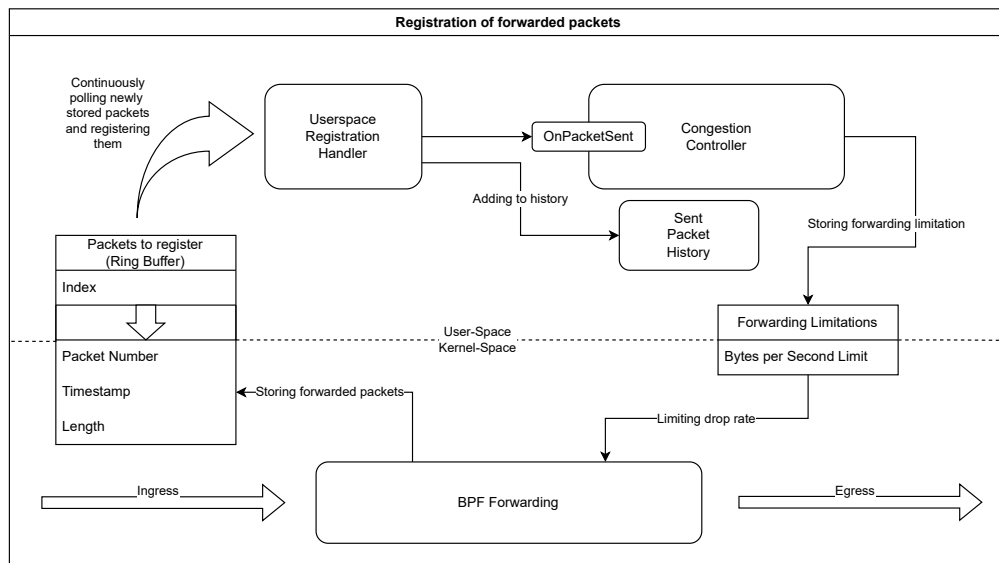 Registration of forwarded packets
Continuously
polling newly
stored packets
and registering
them
Userspace
Registration
Handler
OnPacketSent
Congestion
Controller
Adding to history
Sent
Packet
History
Storing forwarding limitation
Packets to register
(Ring Buffer)
Index
Packet Number
Timestamp
Length
User-Space
Kernel-Space
Forwarding Limitations
Bytes per Second Limit
Storing forwarded packets
Limiting drop rate
Ingress
BPF Forwarding
Egress